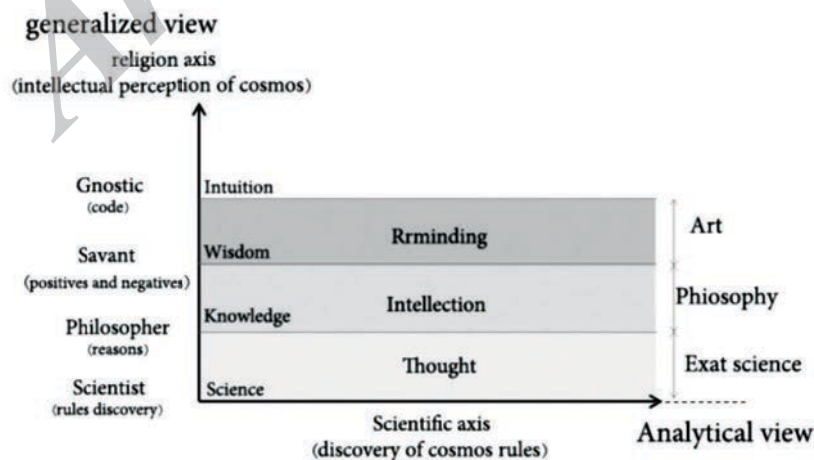 generalized view
religion axis
(intellectual perception of cosmos)
Gnostic
(code)
Intuition
Rrminding
Art
Savant
(positives and negatives)
Wisdom
Intellection
Phiosophy
Philosopher
(reasons)
Knowledge
Thought
Exat science
Scientist
(rules discovery)
Science
Scientific axis
(discovery of cosmos rules)
Analytical view